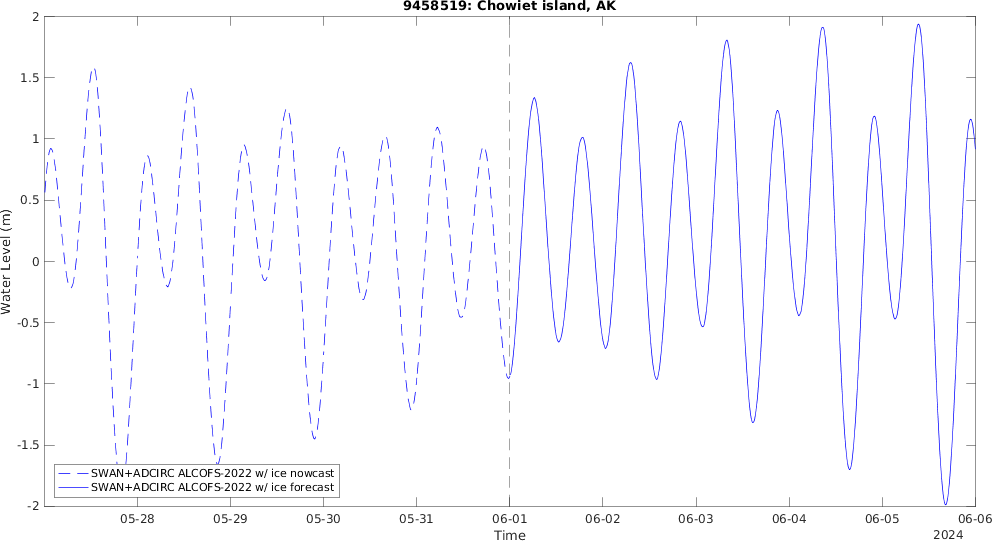 9458519: Chowiet island, AK
Water Level (m)
2
1.5
1
0.5
0
-0.5
-1
-1.5
-2
SWAN+ADCIRC ALCOFS-2022 w/ ice nowcast
SWAN+ADCIRC ALCOFS-2022 w/ ice forecast
05-28 05-29 05-30 05-31 06-01 06-02 06-03 06-04 06-05 06-06
Time
2024